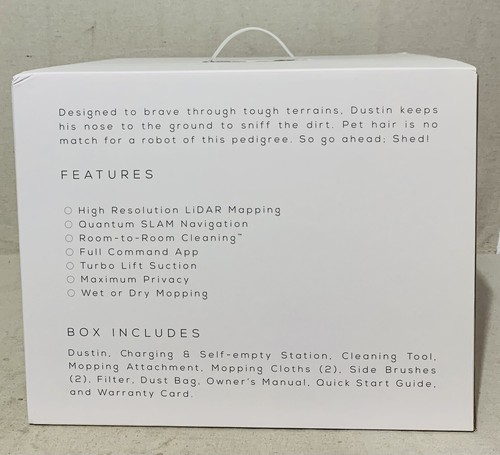 Designed to brave through tough terrains, Dustin keeps
his nose to the ground to sniff the dirt. Pet hair is no
match for a robot of this pedigree. So go ahead; Shed!
FEATURES
○ High Resolution LiDAR Mapping
○ Quantum SLAM Navigation
○ Room-to-Room Cleaning™
○ Full Command App
○ Turbo Lift Suction
○ Maximum Privacy
○ Wet or Dry Mopping
BOX INCLUDES
Dustin, Charging & Self-empty Station, Cleaning Tool,
Mopping Attachment, Mopping Cloths (2), Side Brushes
(2), Filter, Dust Bag, Owner's Manual, Quick Start Guide,
and Warranty Card.